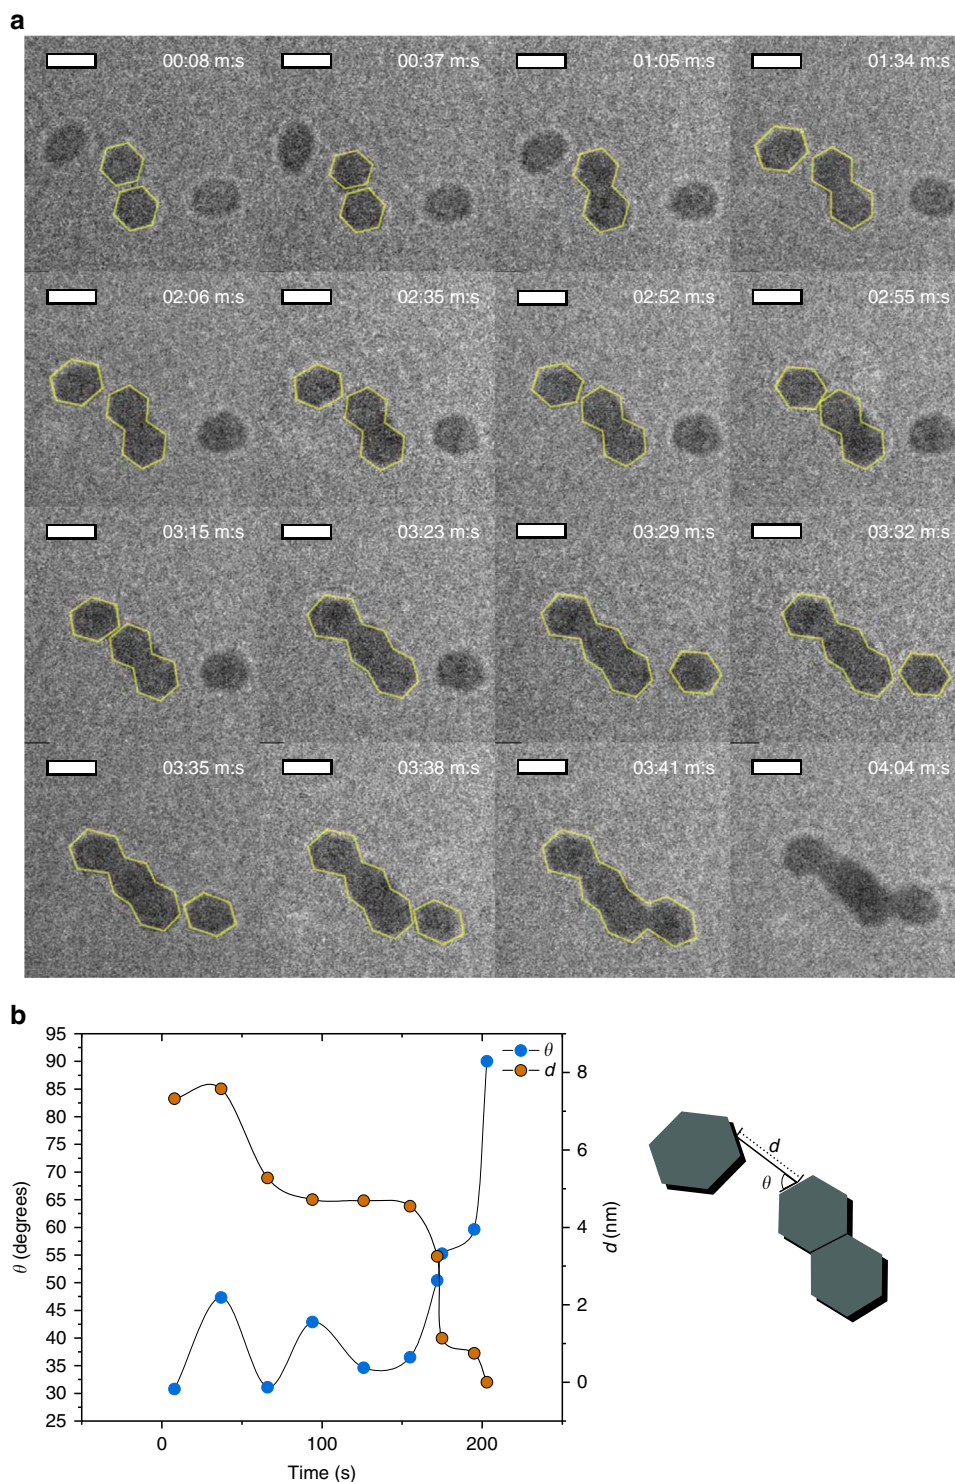 a
00:08 m:s 00:37 m:s 01:05 m:s 01:34 m:s
02:06 m:s 02:35 m:s 02:52 m:s 02:55 m:s
03:15 m:s 03:23 m:s 03:29 m:s 03:32 m:s
03:35 m:s 03:38 m:s 03:41 m:s 04:04 m:s
b
95
90
85
80
75
70
65
60
55
50
45
40
35
30
25
θ (degrees)
0 100 200
Time (s)
8
6
4
2
0
d (nm)
θ
d
d
θ